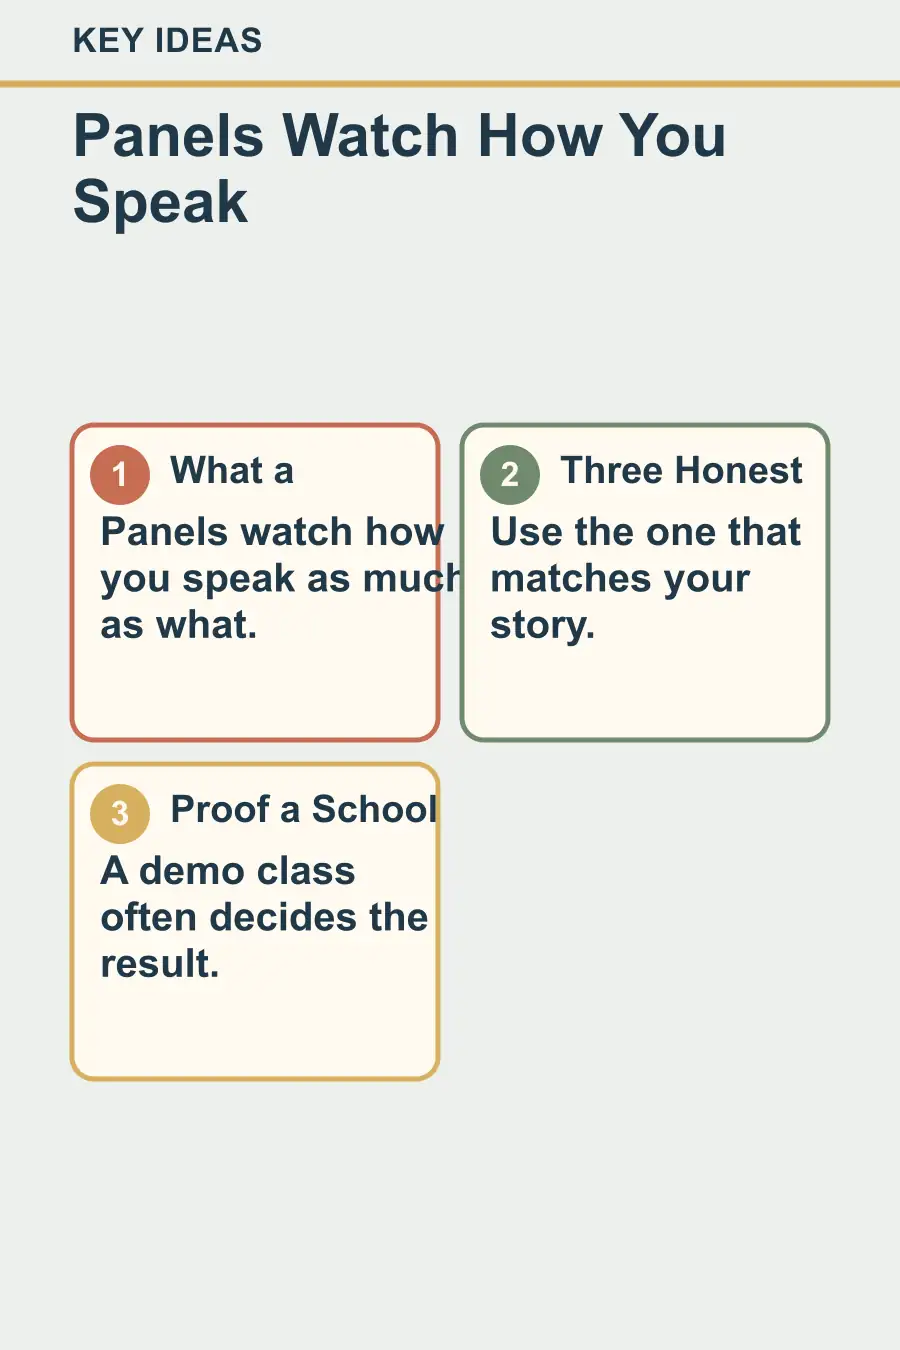 KEY IDEAS
Panels Watch How You
Speak
1 What a
Panels watch how
you speak as much
as what.
2 Three Honest
Use the one that
matches your
story.
3 Proof a School
A demo class
often decides the
result.